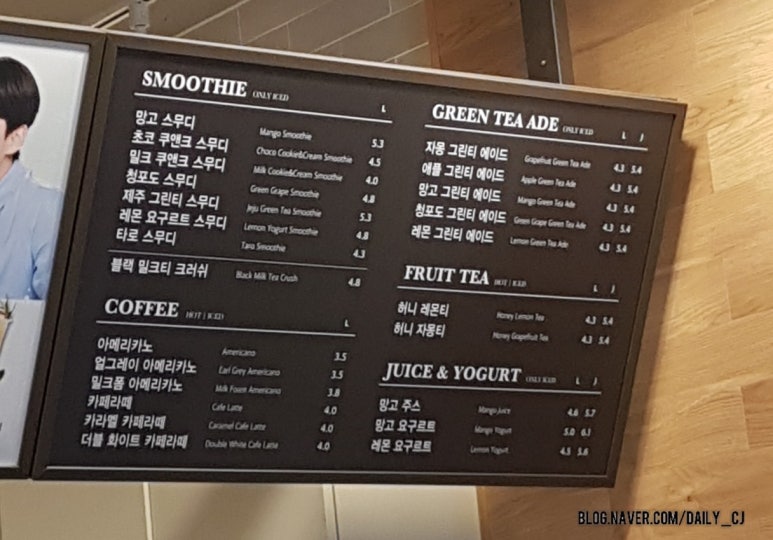 SMOOTHIE ONLY ICED L
망고 스무디 Mango Smoothie 5.3
초코 쿠앤크 스무디 Choco Cookie&Cream Smoothie 4.5
밀크 쿠앤크 스무디 Milk Cookie&Cream Smoothie 4.0
청포도 스무디 Green Grape Smoothie 4.8
제주 그린티 스무디 Jeju Green Tea Smoothie 5.3
레몬 요구르트 스무디 Lemon Yogurt Smoothie 4.8
타로 스무디 Taro Smoothie 4.3
블랙 밀크티 크러쉬 Black Milk Tea Crush 4.8
COFFEE HOT | ICED L
아메리카노 Americano 3.5
얼그레이 아메리카노 Earl Grey Americano 3.5
밀크폼 아메리카노 Milk Foam Americano 3.8
카페라떼 Cafe Latte 4.0
카라멜 카페라떼 Caramel Cafe Latte 4.0
더블 화이트 카페라떼 Double White Cafe Latte 4.0
GREEN TEA ADE ONLY ICED L J
자몽 그린티 에이드 Grapefruit Green Tea Ade 4.3 5.4
애플 그린티 에이드 Apple Green Tea Ade 4.3 5.4
망고 그린티 에이드 Mango Green Tea Ade 4.3 5.4
청포도 그린티 에이드 Green Grape Green Tea Ade 4.3 5.4
레몬 그린티 에이드 Lemon Green Tea Ade 4.3 5.4
FRUIT TEA HOT | ICED L J
허니 레몬티 Honey Lemon Tea 4.3 5.4
허니 자몽티 Honey Grapefruit Tea 4.3 5.4
JUICE & YOGURT ONLY ICED L J
망고 주스 Mango Juice 4.6 5.7
망고 요구르트 Mango Yogurt 5.0 6.1
레몬 요구르트 Lemon Yogurt 4.5 5.6
BLOG.NAVER.COM/DAILY_CJ